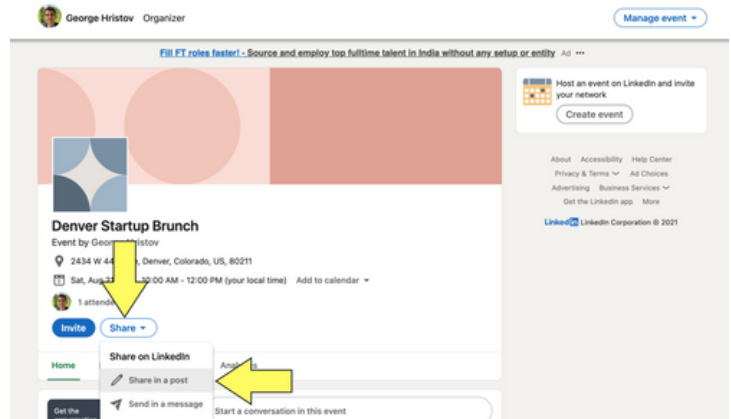 George Hristov Organizer
Manage event
Fill FT roles faster! - Source and employ top fulltime talent in India without any setup or entity Ad •••
Host an event on LinkedIn and invite
your network
Create event
About Accessibility Help Center
Privacy & Terms Ad Choices
Advertising Business Services
Get the LinkedIn app More
LinkedIn LinkedIn Corporation © 2021
Denver Startup Brunch
Event by George Hristov
2434 W 44 Denver, Colorado, US, 80211
Sat, Aug 10:00 AM - 12:00 PM (your local time) Add to calendar
1
Invite Share
Share on LinkedIn
Home
Share in a post
Send in a message
Get the
Start a conversation in this event